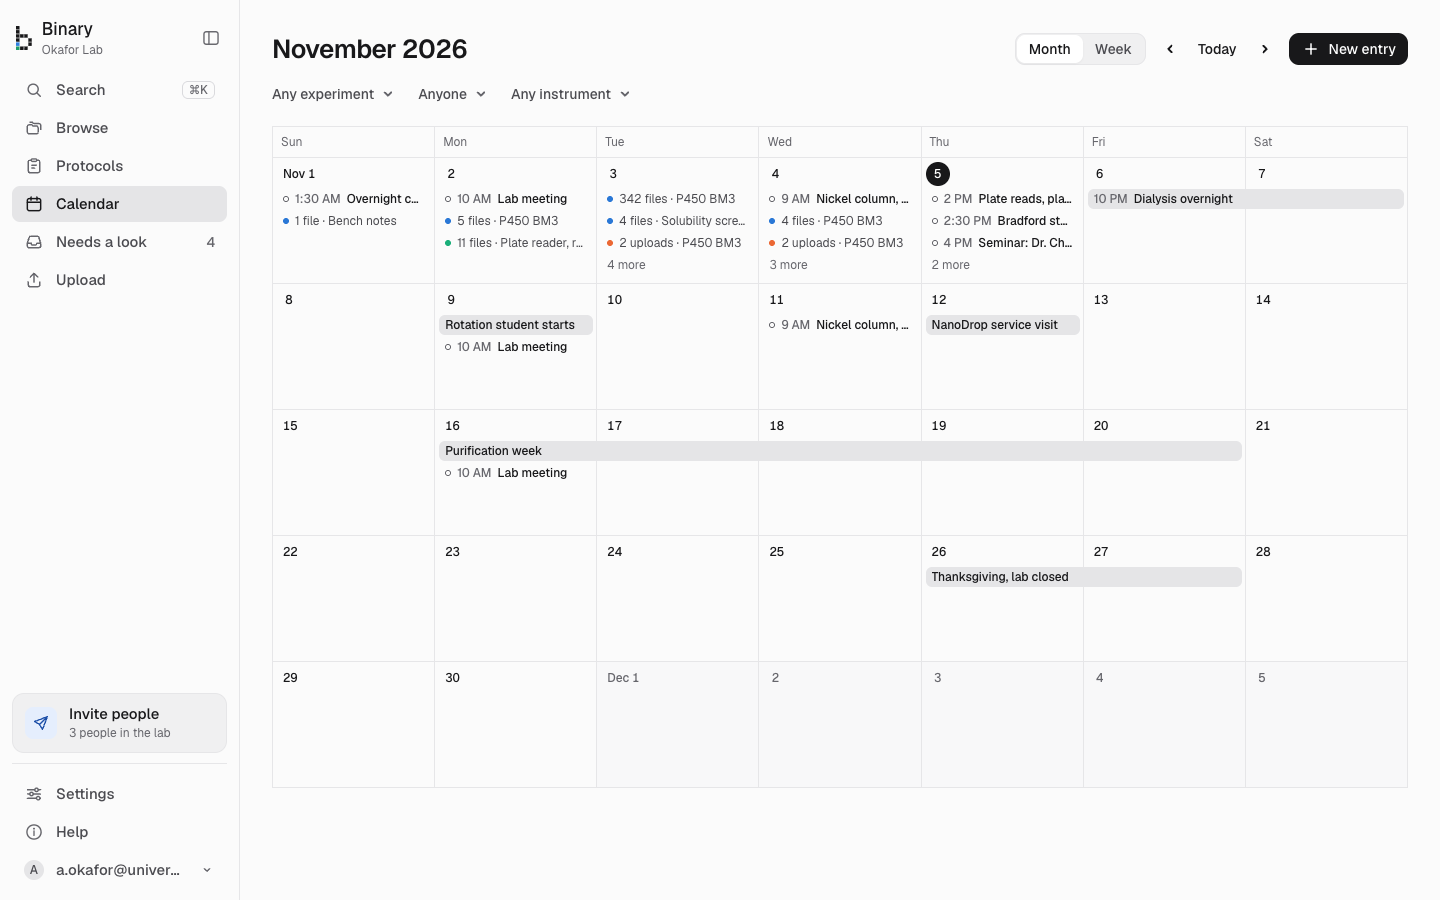 Binary
Okafor Lab
Search ⌘K
Browse
Protocols
Calendar
Needs a look 4
Upload
Invite people
3 people in the lab
Settings
Help
A a.okafor@univer...
November 2026
Month Week Today New entry
Any experiment Anyone Any instrument
Sun Mon Tue Wed Thu Fri Sat
Nov 1
1:30 AM Overnight c...
1 file · Bench notes
2
10 AM Lab meeting
5 files · P450 BM3
11 files · Plate reader, r...
3
342 files · P450 BM3
4 files · Solubility scre...
2 uploads · P450 BM3
4 more
4
9 AM Nickel column, ...
4 files · P450 BM3
2 uploads · P450 BM3
3 more
5
2 PM Plate reads, pla...
2:30 PM Bradford st...
4 PM Seminar: Dr. Ch...
2 more
6
10 PM Dialysis overnight
7
8
9
Rotation student starts
10 AM Lab meeting
10
11
9 AM Nickel column, ...
12
NanoDrop service visit
13
14
15
16
Purification week
10 AM Lab meeting
17
18
19
20
21
22
23
24
25
26
Thanksgiving, lab closed
27
28
29
30
Dec 1
2
3
4
5